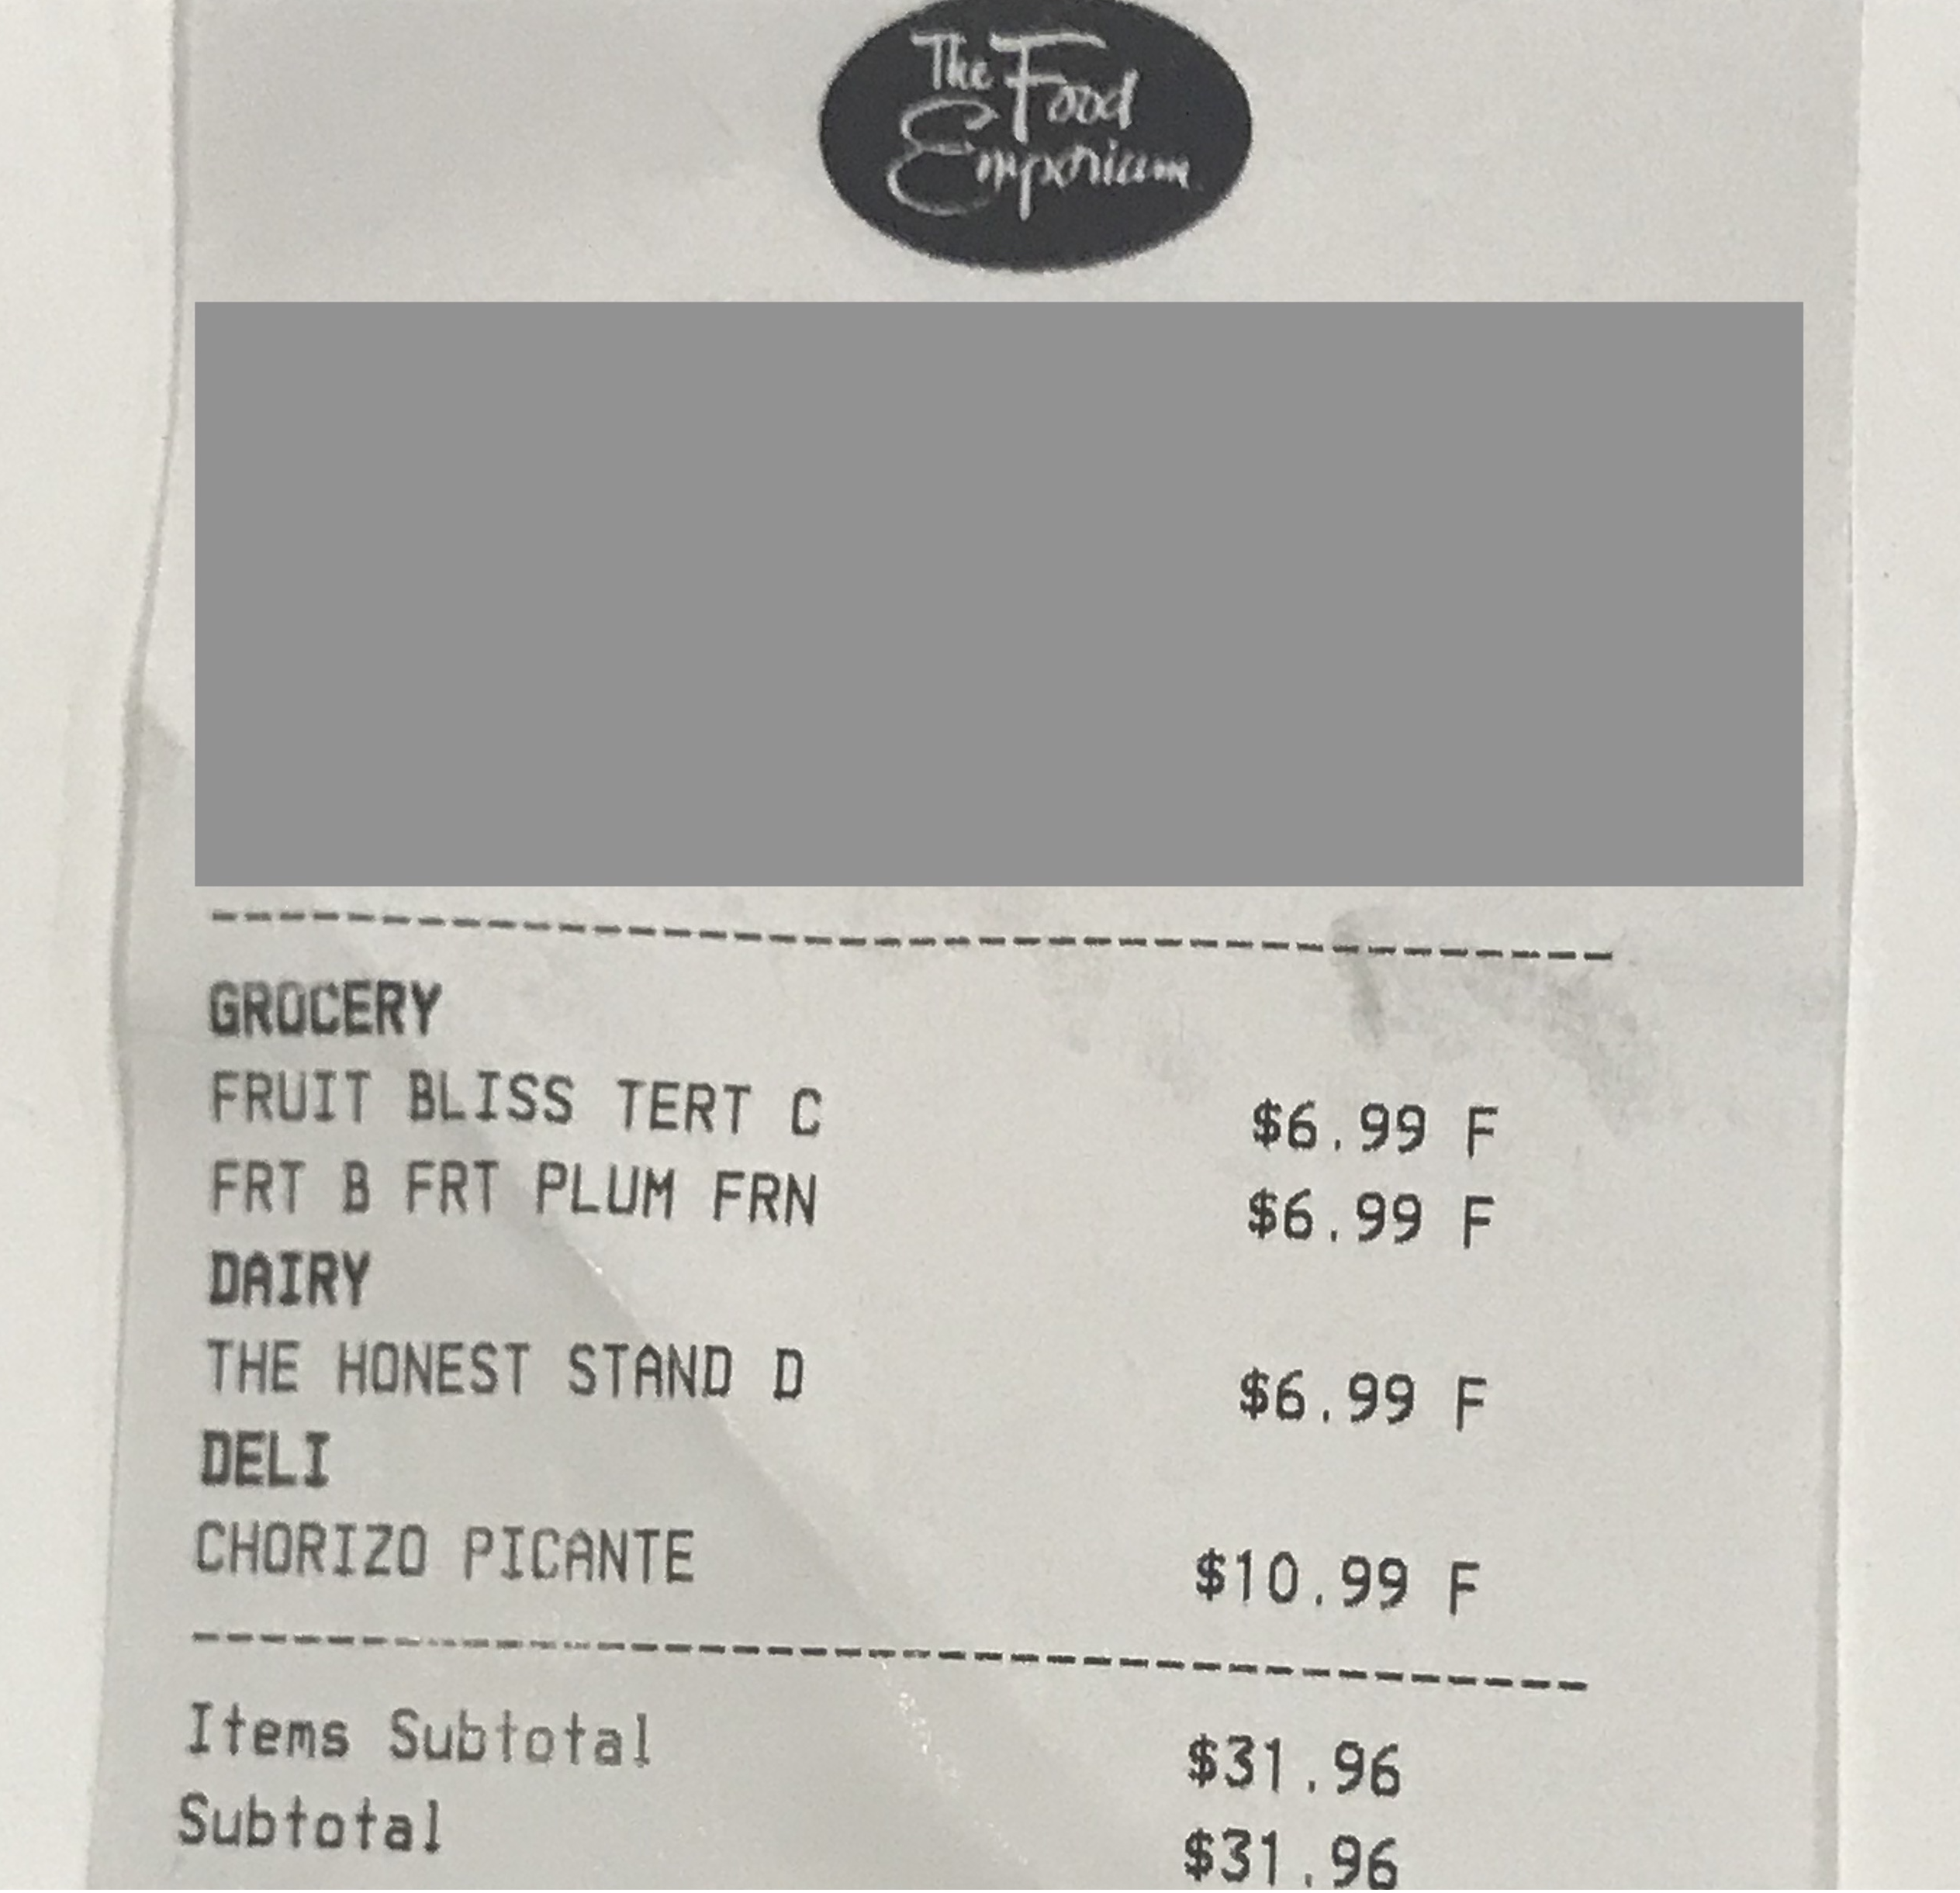 The Food
Emporium
--------------------------------------
GROCERY
FRUIT BLISS TERT C $6.99 F
FRT B FRT PLUM FRN $6.99 F
DAIRY
THE HONEST STAND D $6.99 F
DELI
CHORIZO PICANTE $10.99 F
--------------------------------------
Items Subtotal $31.96
Subtotal $31.96